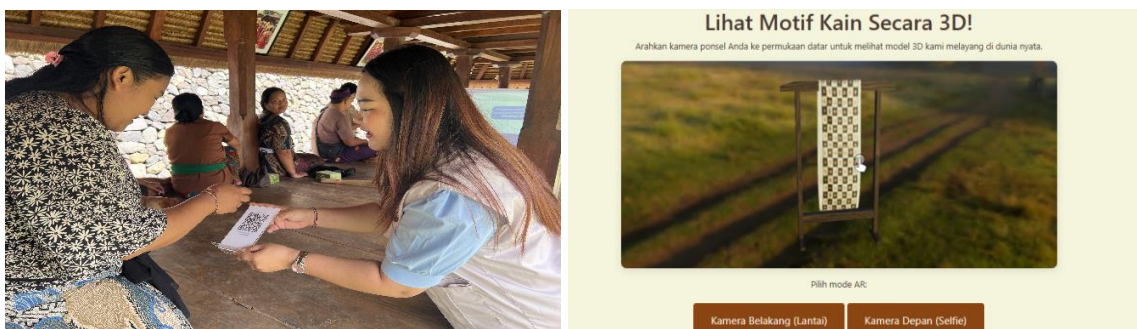 Lihat Motif Kain Secara 3D!
Arahkan kamera ponsel Anda ke permukaan datar untuk melihat model 3D kami melayang di dunia nyata.
Pilih mode AR:
Kamera Belakang (Lantai)
Kamera Depan (Selfie)